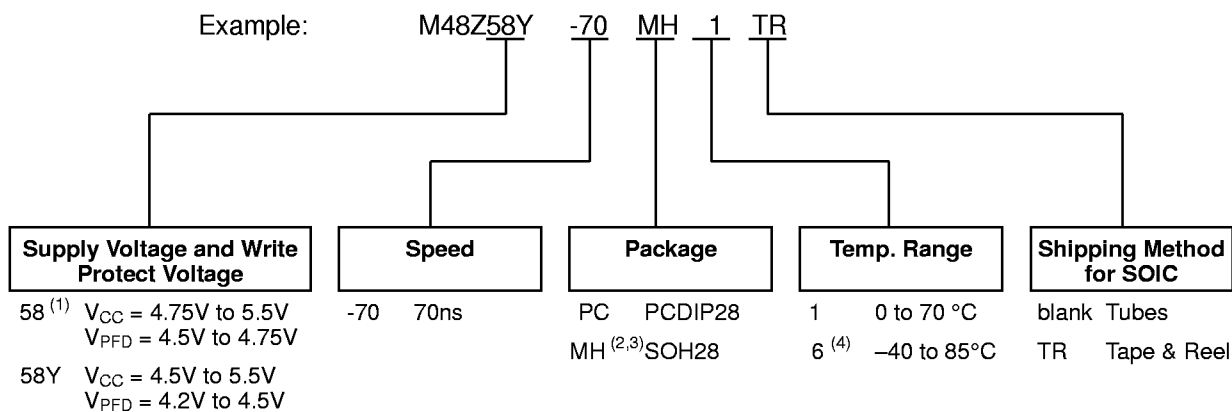 Example: M48Z58Y -70 MH 1 TR
Supply Voltage and Write
Protect Voltage
58 (1) VCC = 4.75V to 5.5V
VPFD = 4.5V to 4.75V
58Y VCC = 4.5V to 5.5V
VPFD = 4.2V to 4.5V
Speed
-70 70ns
Package
PC PCDIP28
MH (2,3) SOH28
Temp. Range
1 0 to 70 °C
6 (4) –40 to 85°C
Shipping Method
for SOIC
blank Tubes
TR Tape & Reel